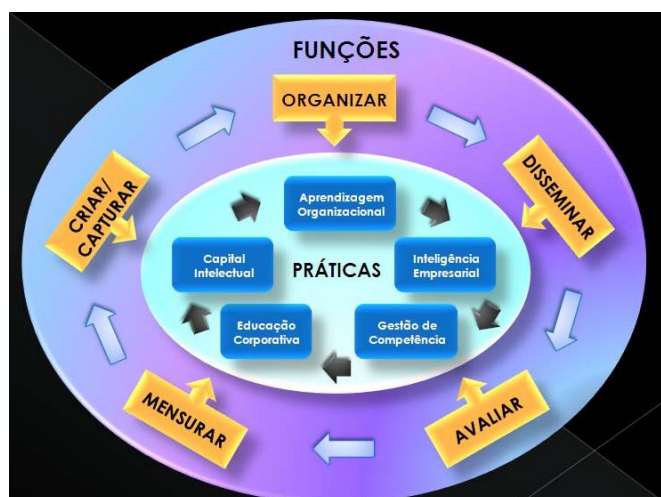 FUNÇÕES
ORGANIZAR
DISSEMINAR
AVALIAR
MENSURAR
CRIAR/
CAPTURAR
PRÁTICAS
Aprendizagem
Organizacional
Inteligência
Empresarial
Gestão de
Competência
Educação
Corporativa
Capital
Intelectual